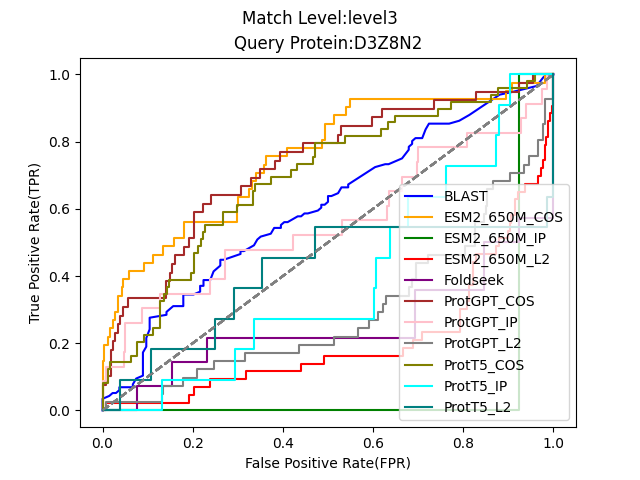 Match Level:level3
Query Protein:D3Z8N2
True Positive Rate(TPR)
1.0
0.8
0.6
0.4
0.2
0.0
0.0
0.2
0.4
0.6
0.8
1.0
False Positive Rate(FPR)
BLAST
ESM2_650M_COS
ESM2_650M_IP
ESM2_650M_L2
Foldseek
ProtGPT_COS
ProtGPT_IP
ProtGPT_L2
ProtT5_COS
ProtT5_IP
ProtT5_L2